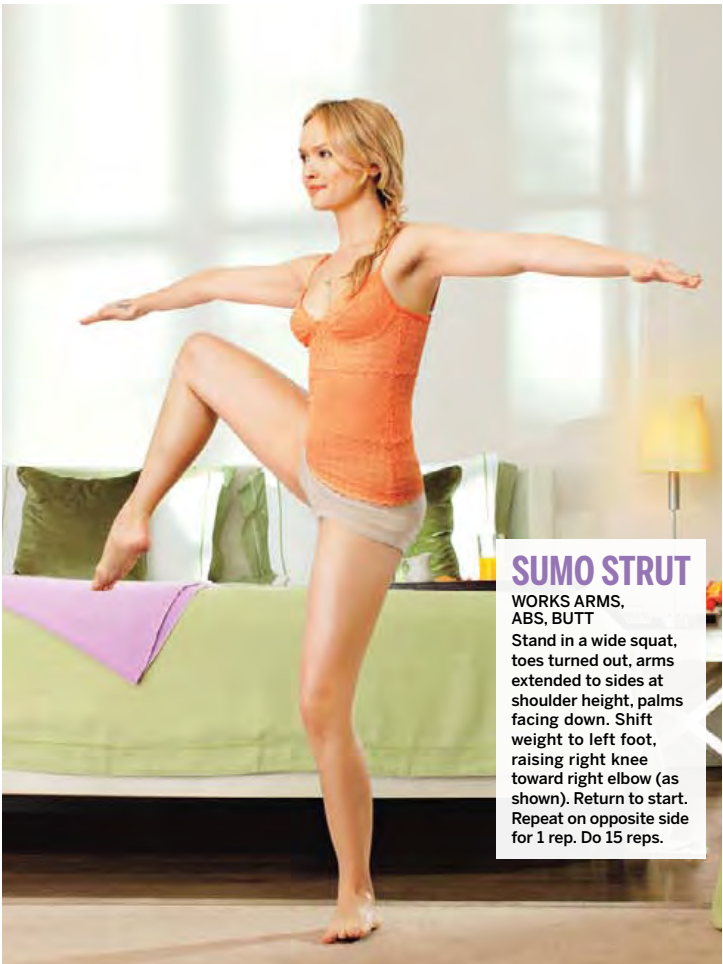 SUMO STRUT
WORKS ARMS,
ABS, BUTT
Stand in a wide squat,
toes turned out, arms
extended to sides at
shoulder height, palms
facing down. Shift
weight to left foot,
raising right knee
toward right elbow (as
shown). Return to start.
Repeat on opposite side
for 1 rep. Do 15 reps.